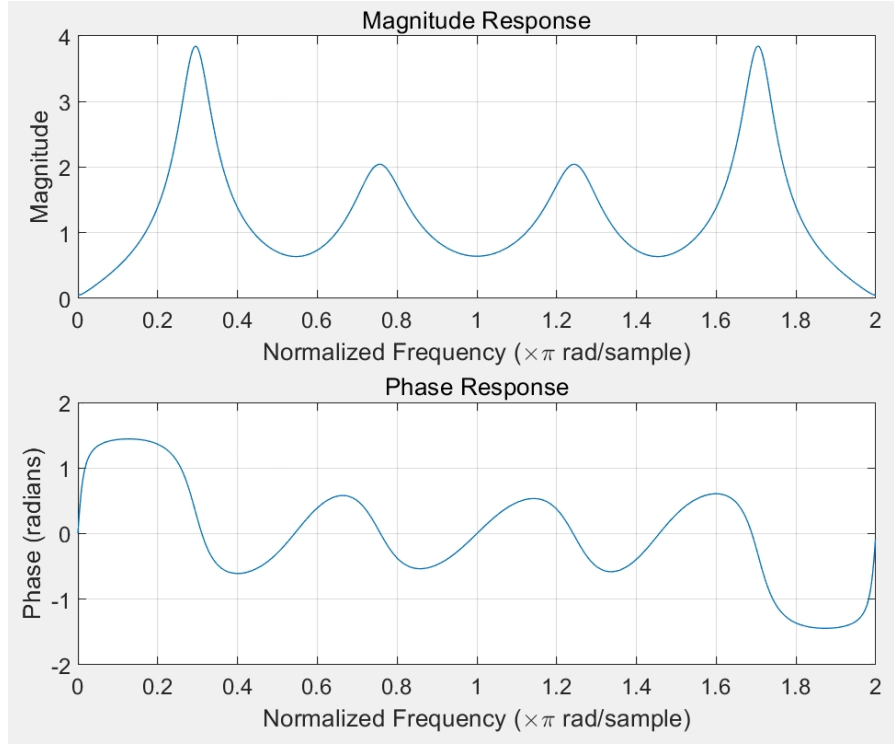 Magnitude Response
4
3
2
1
0
Magnitude
0 0.2 0.4 0.6 0.8 1 1.2 1.4 1.6 1.8 2
Normalized Frequency (×π rad/sample)
Phase Response
2
1
0
-1
-2
Phase (radians)
0 0.2 0.4 0.6 0.8 1 1.2 1.4 1.6 1.8 2
Normalized Frequency (×π rad/sample)